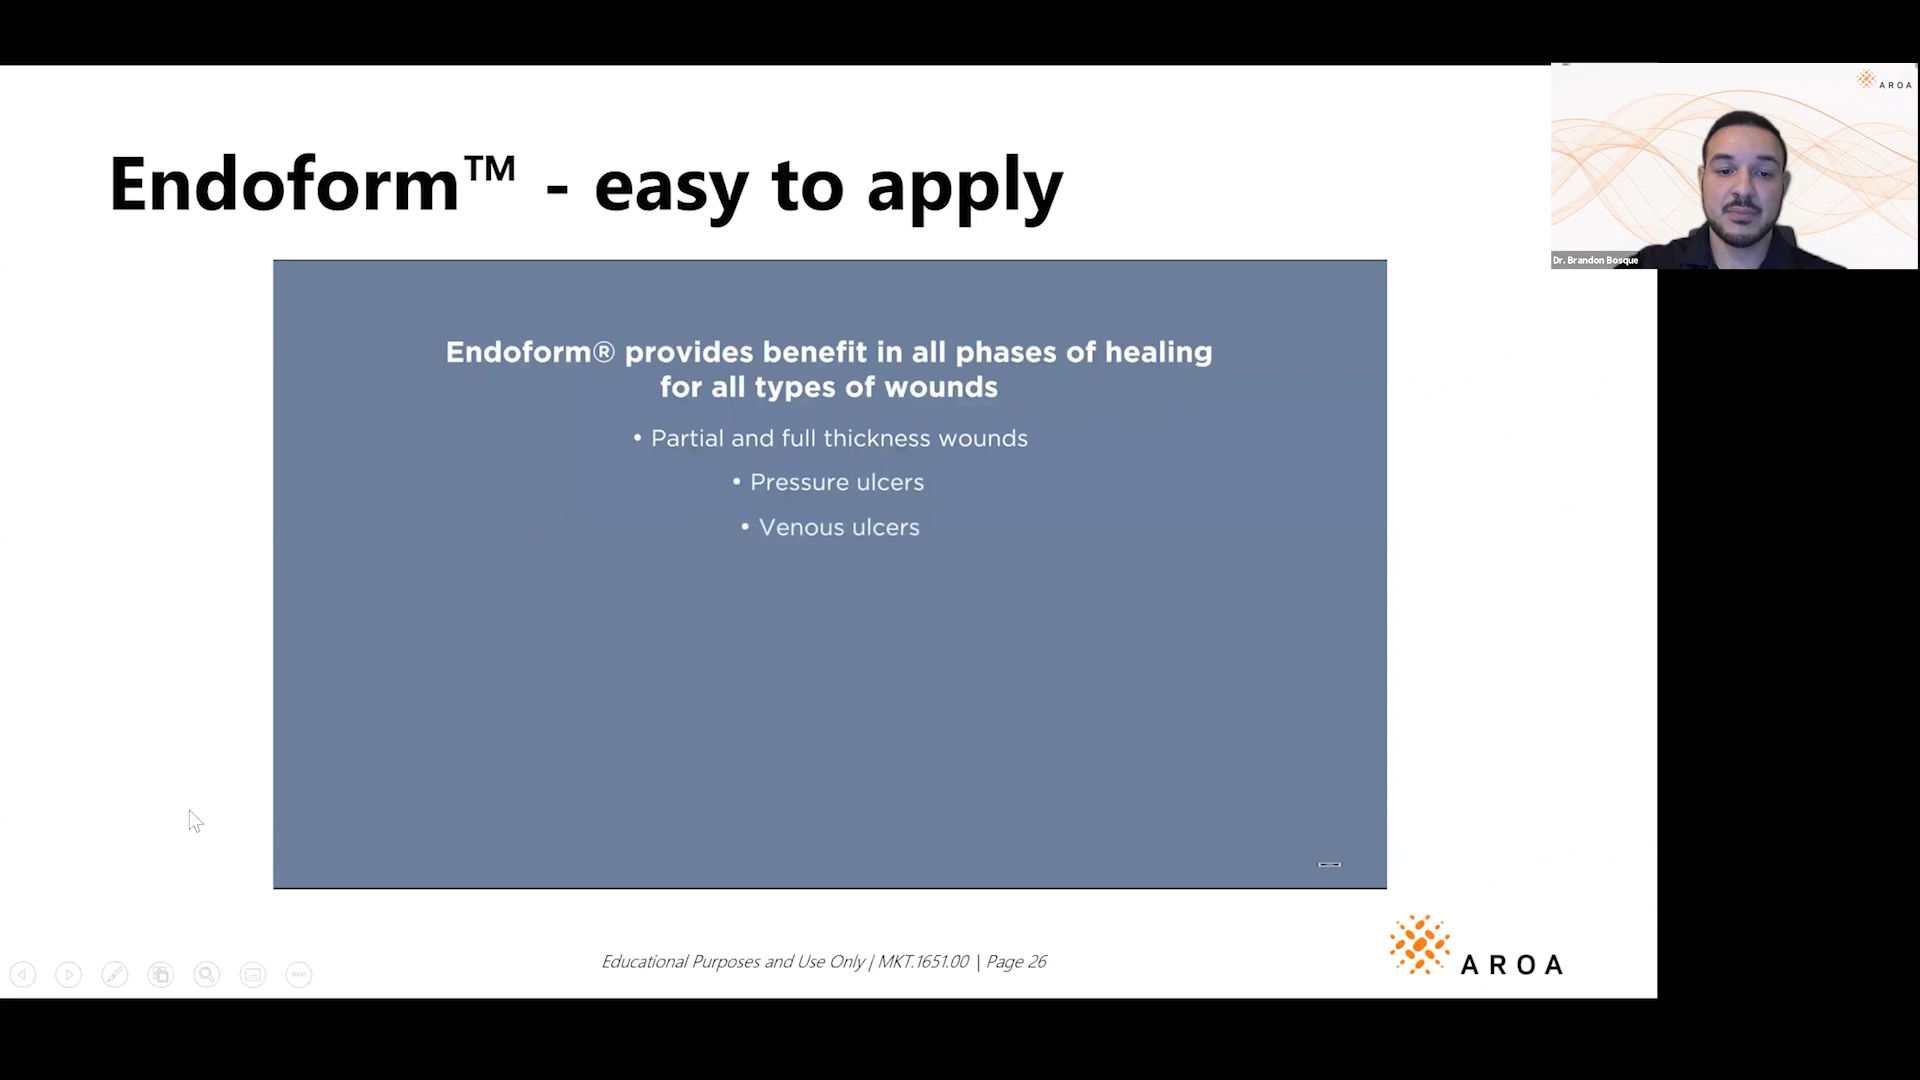 Endoform™ - easy to apply
AROA
Dr. Brandon Bosque
Endoform® provides benefit in all phases of healing
for all types of wounds
• Partial and full thickness wounds
• Pressure ulcers
• Venous ulcers
Educational Purposes and Use Only | MKT.1651.00 | Page 26
AROA